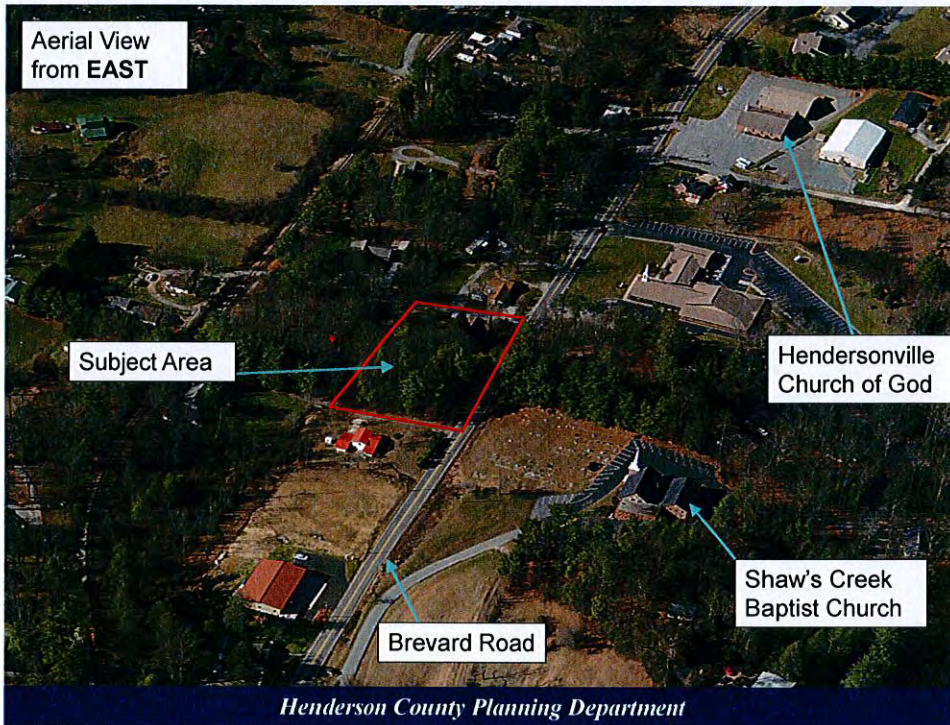 Aerial View
from EAST
Subject Area
Hendersonville
Church of God
Shaw's Creek
Baptist Church
Brevard Road
Henderson County Planning Department